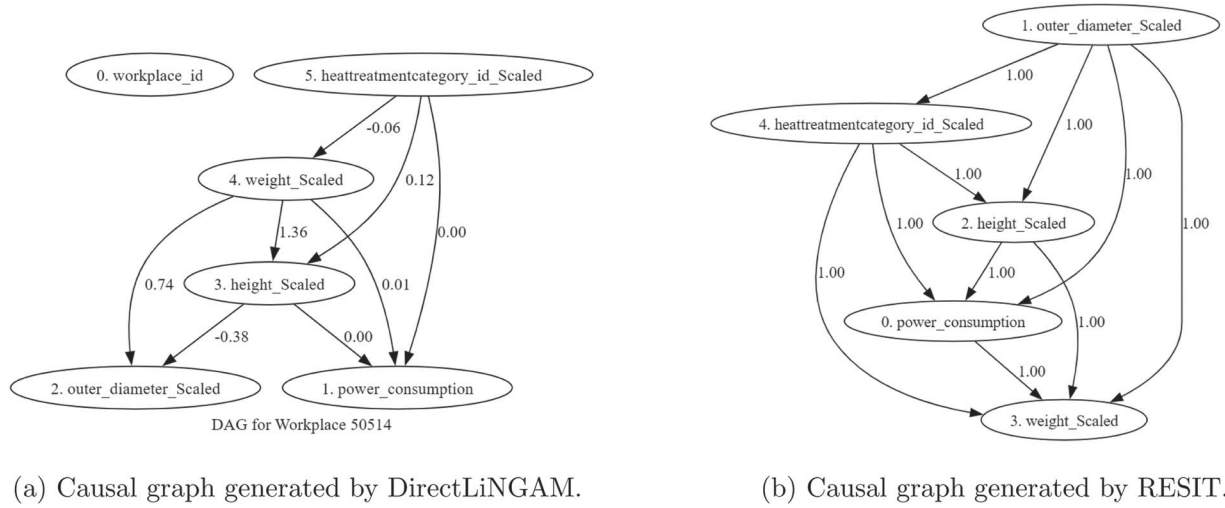 0. workplace_id
5. heattreatmentcategory_id_Scaled
-0.06
4. weight_Scaled
0.12
1.36
0.00
3. height_Scaled
0.74
0.01
-0.38
0.00
2. outer_diameter_Scaled
1. power_consumption
DAG for Workplace 50514
(a) Causal graph generated by DirectLiNGAM.
1. outer_diameter_Scaled
1.00
4. heattreatmentcategory_id_Scaled
1.00
1.00
1.00
2. height_Scaled
1.00
1.00
1.00
1.00
0. power_consumption
1.00
1.00
3. weight_Scaled
(b) Causal graph generated by RESIT.